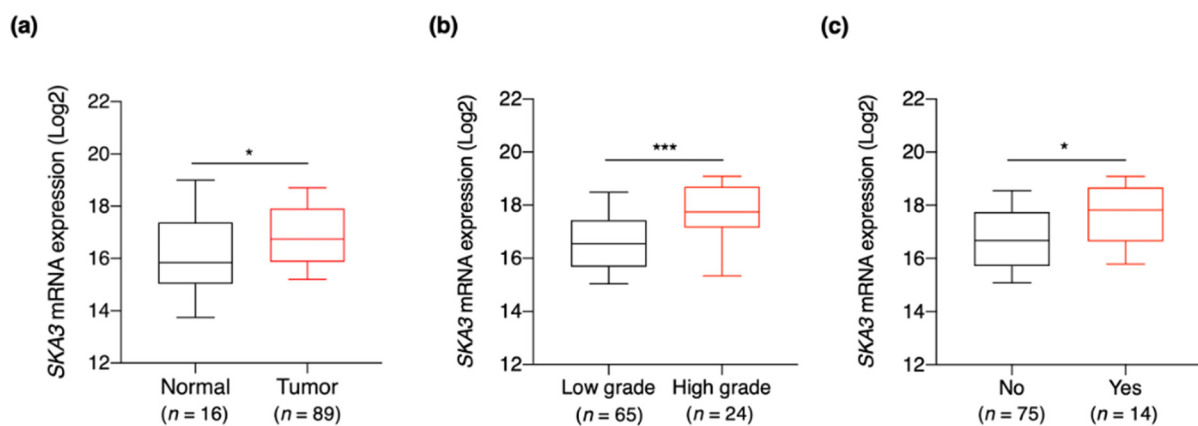 (a)
SKA3 mRNA expression (Log2)
22
20
18
16
14
12
*
Normal
(n = 16)
Tumor
(n = 89)
(b)
SKA3 mRNA expression (Log2)
22
20
18
16
14
12
***
Low grade
(n = 65)
High grade
(n = 24)
(c)
SKA3 mRNA expression (Log2)
22
20
18
16
14
12
*
No
(n = 75)
Yes
(n = 14)